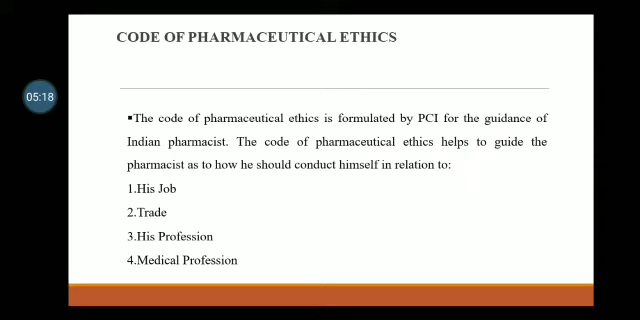 CODE OF PHARMACEUTICAL ETHICS
05:18
▪The code of pharmaceutical ethics is formulated by PCI for the guidance of
Indian pharmacist. The code of pharmaceutical ethics helps to guide the
pharmacist as to how he should conduct himself in relation to:
1.His Job
2.Trade
3.His Profession
4.Medical Profession